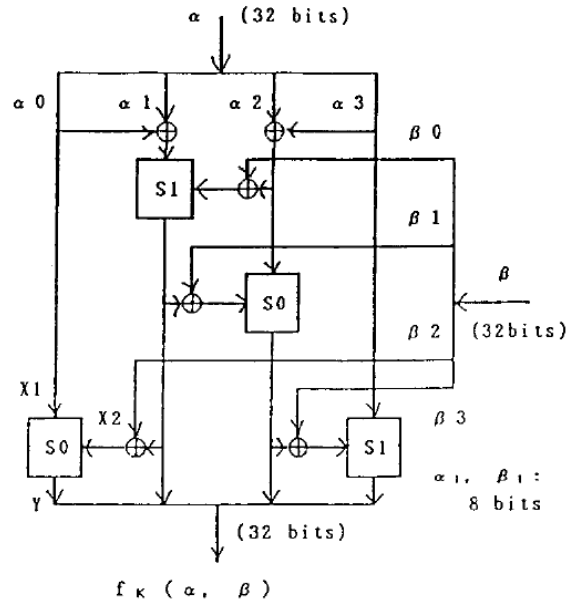 α (32 bits)
α 0 α 1 α 2 α 3
β 0
S1
β 1
S0
β
(32bits)
β 2
X1
X2
β 3
S0
S1
α i, β i:
8 bits
Y
(32 bits)
f K (α, β)